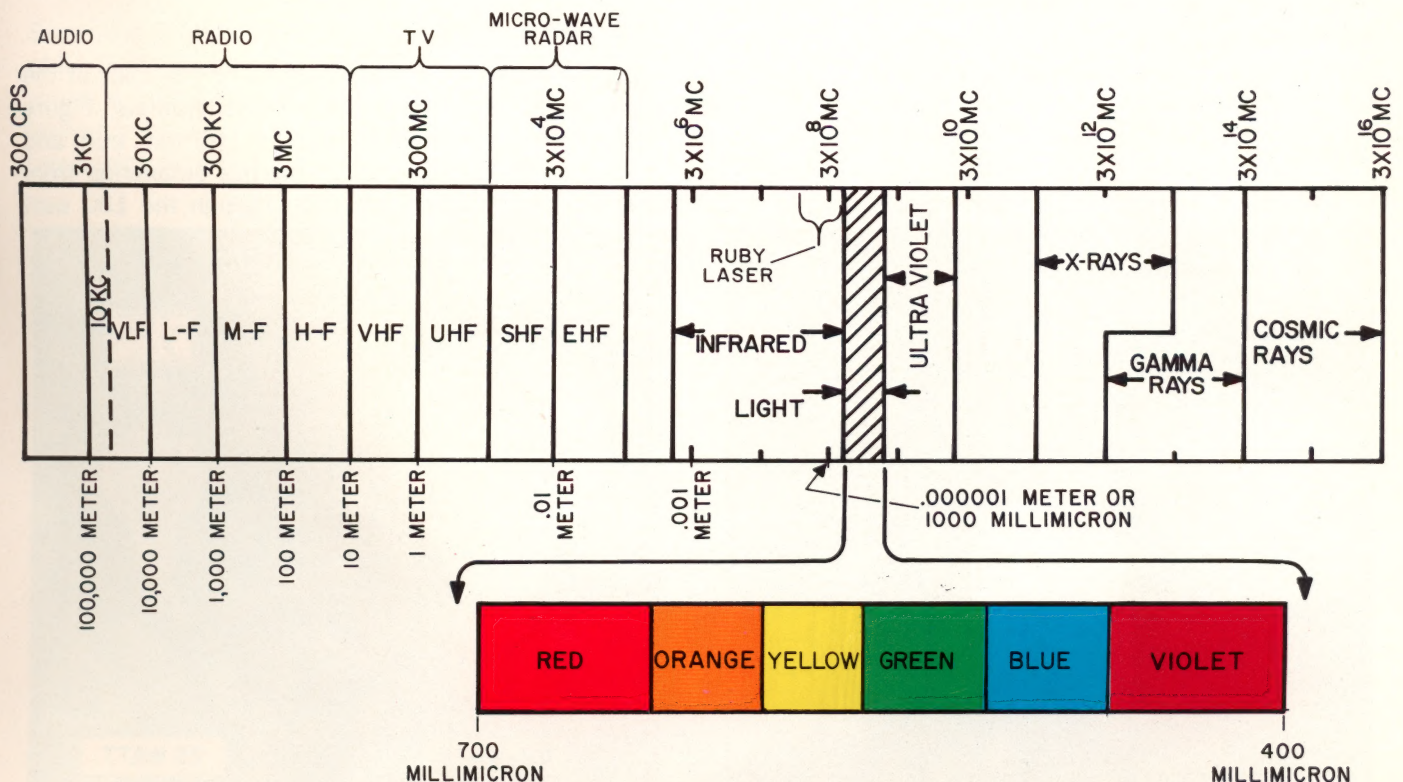 AUDIO
RADIO
TV
MICRO-WAVE
RADAR
300 CPS
3KC
30KC
300KC
3MC
300MC
3X10⁴MC
3X10⁶MC
3X10⁸MC
3X10¹⁰MC
3X10¹²MC
3X10¹⁴MC
3X10¹⁶MC
10KC
VLF
L-F
M-F
H-F
VHF
UHF
SHF
EHF
RUBY
LASER
INFRARED
LIGHT
ULTRA VIOLET
X-RAYS
GAMMA
RAYS
COSMIC
RAYS
100,000 METER
10,000 METER
1,000 METER
100 METER
10 METER
1 METER
.01
METER
.001
METER
.000001 METER OR
1000 MILLIMICRON
RED
ORANGE
YELLOW
GREEN
BLUE
VIOLET
700
MILLIMICRON
400
MILLIMICRON